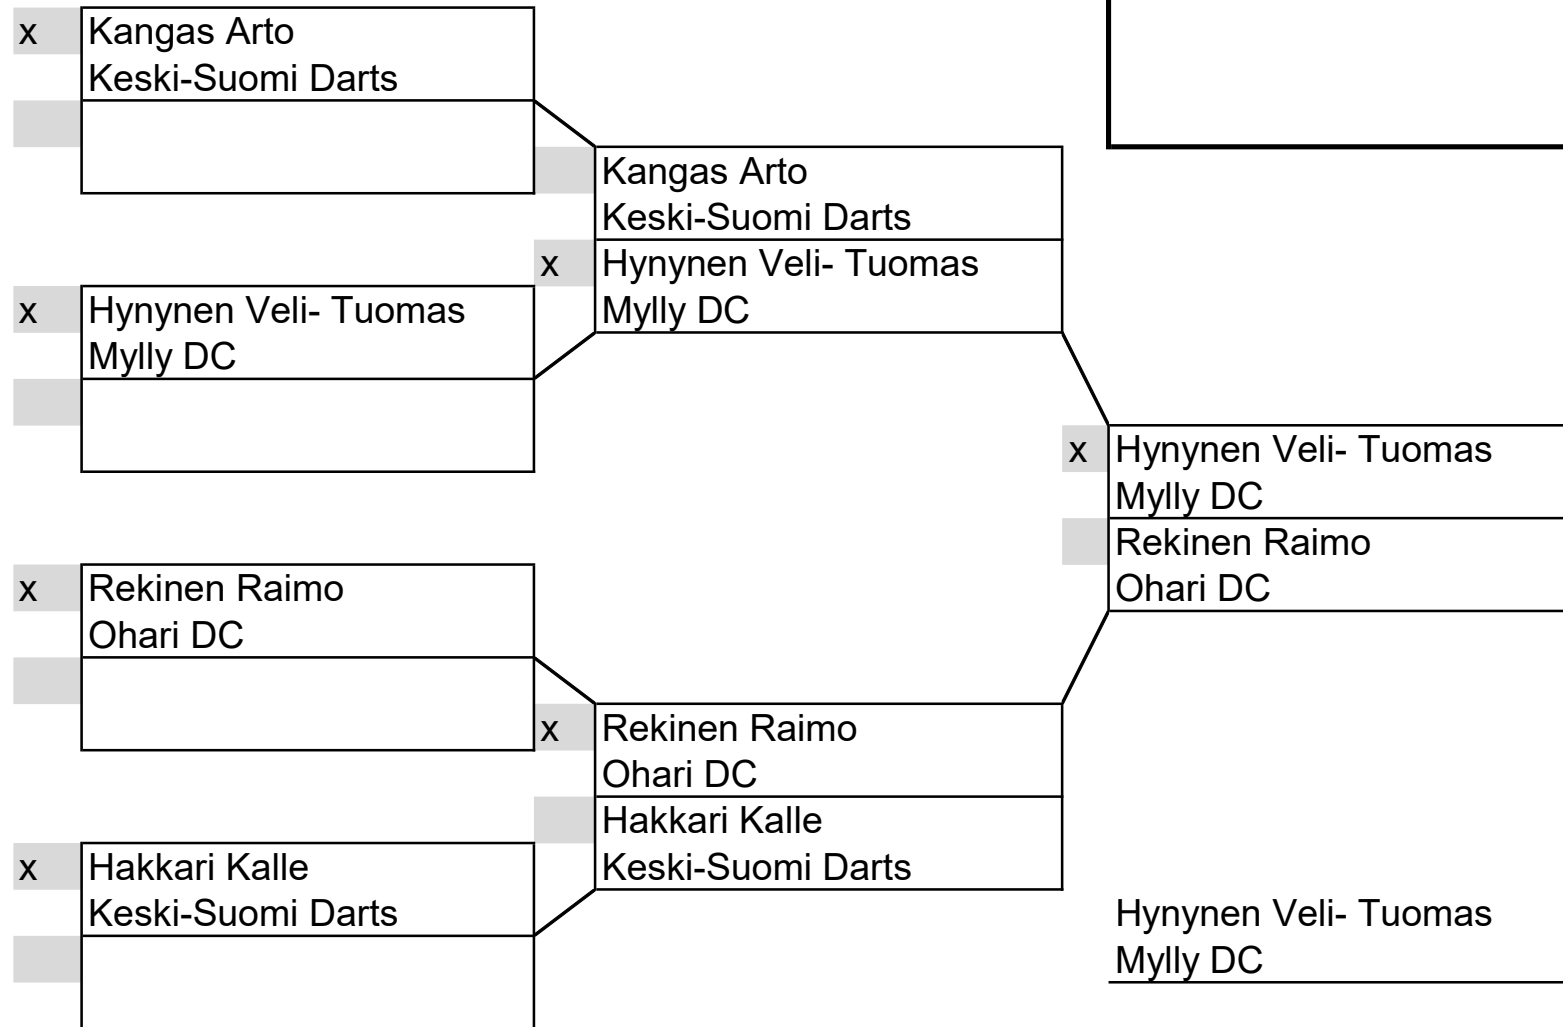 x Kangas Arto
Keski-Suomi Darts
Kangas Arto
Keski-Suomi Darts
x Hynynen Veli- Tuomas
Mylly DC
x Hynynen Veli- Tuomas
Mylly DC
x Hynynen Veli- Tuomas
Mylly DC
Rekinen Raimo
Ohari DC
x Rekinen Raimo
Ohari DC
x Rekinen Raimo
Ohari DC
Hakkari Kalle
Keski-Suomi Darts
x Hakkari Kalle
Keski-Suomi Darts
Hynynen Veli- Tuomas
Mylly DC